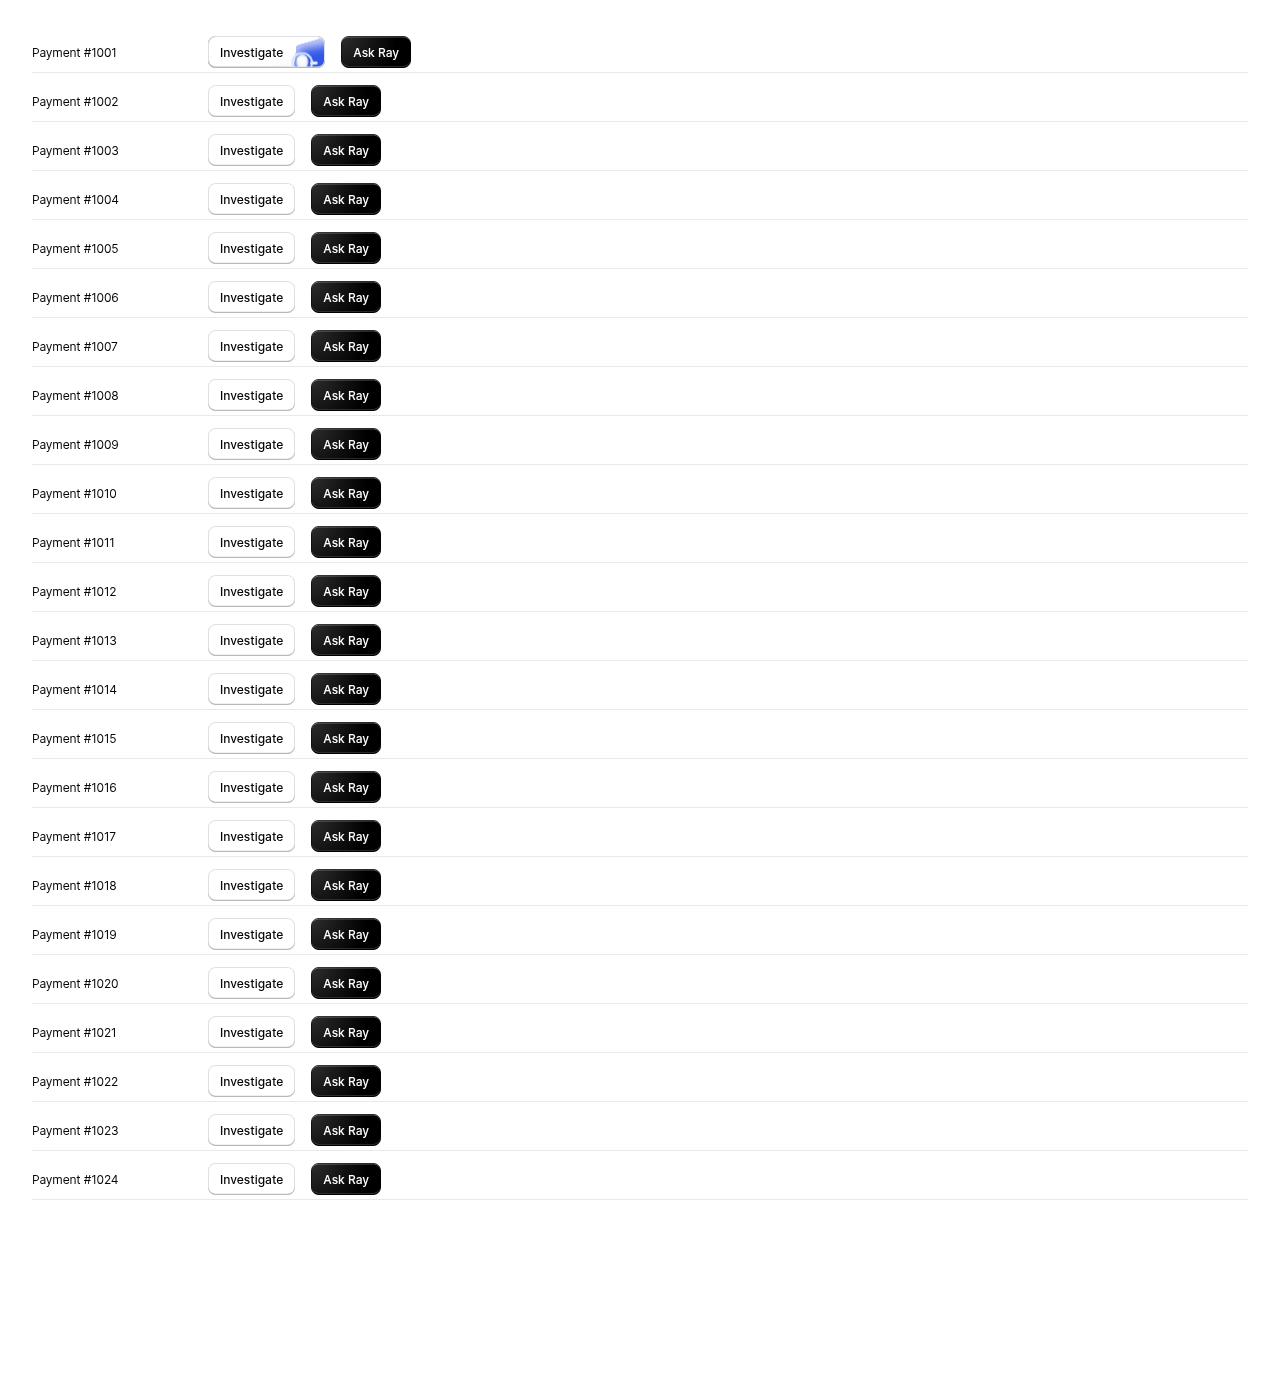 Payment #1001 Investigate Ask Ray
Payment #1002 Investigate Ask Ray
Payment #1003 Investigate Ask Ray
Payment #1004 Investigate Ask Ray
Payment #1005 Investigate Ask Ray
Payment #1006 Investigate Ask Ray
Payment #1007 Investigate Ask Ray
Payment #1008 Investigate Ask Ray
Payment #1009 Investigate Ask Ray
Payment #1010 Investigate Ask Ray
Payment #1011 Investigate Ask Ray
Payment #1012 Investigate Ask Ray
Payment #1013 Investigate Ask Ray
Payment #1014 Investigate Ask Ray
Payment #1015 Investigate Ask Ray
Payment #1016 Investigate Ask Ray
Payment #1017 Investigate Ask Ray
Payment #1018 Investigate Ask Ray
Payment #1019 Investigate Ask Ray
Payment #1020 Investigate Ask Ray
Payment #1021 Investigate Ask Ray
Payment #1022 Investigate Ask Ray
Payment #1023 Investigate Ask Ray
Payment #1024 Investigate Ask Ray